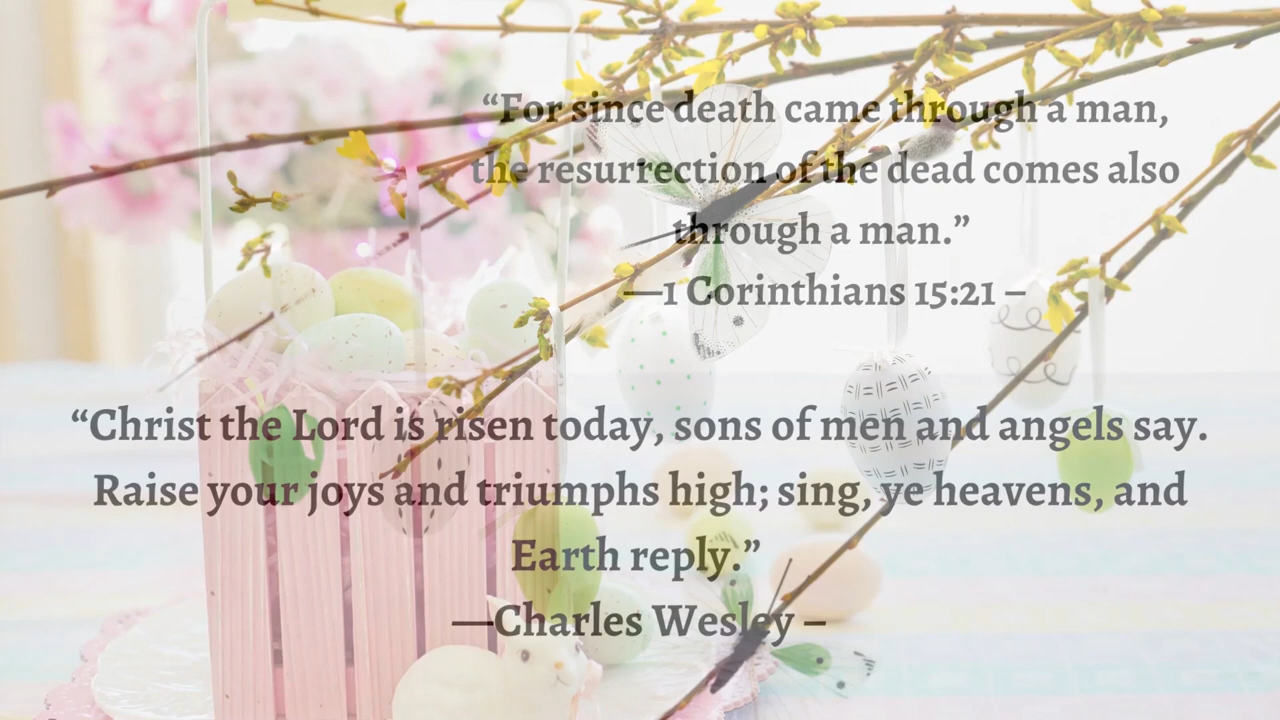 “For since death came through a man,
the resurrection of the dead comes also
through a man.”
—1 Corinthians 15:21 –
“Christ the Lord is risen today, sons of men and angels say.
Raise your joys and triumphs high; sing, ye heavens, and
Earth reply.”
—Charles Wesley –